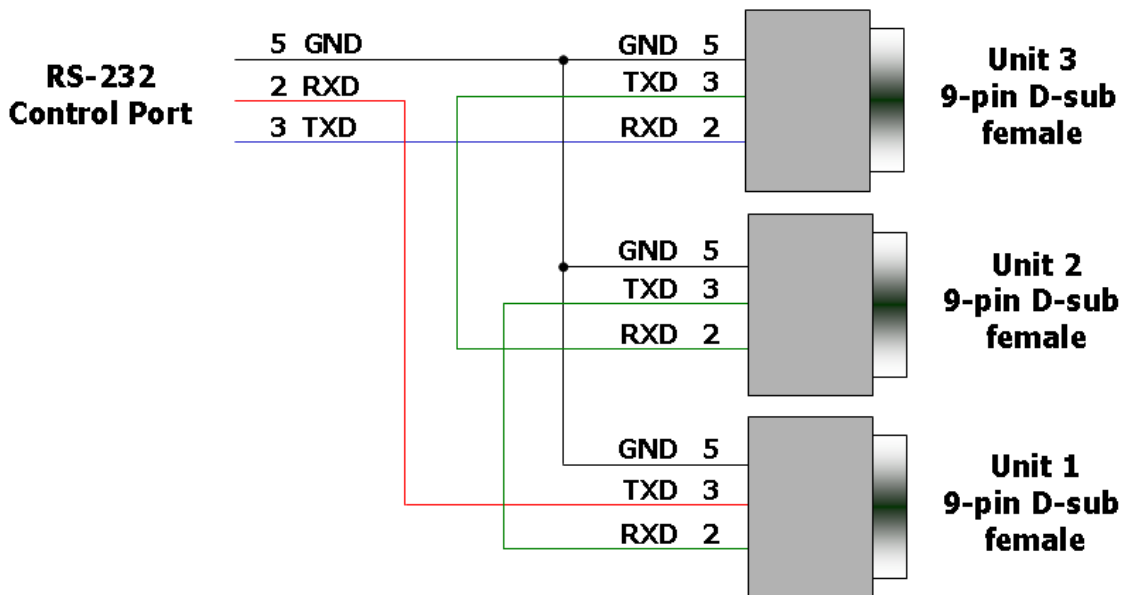 RS-232
Control Port
5 GND
2 RXD
3 TXD
GND 5
TXD 3
RXD 2
Unit 3
9-pin D-sub
female
GND 5
TXD 3
RXD 2
Unit 2
9-pin D-sub
female
GND 5
TXD 3
RXD 2
Unit 1
9-pin D-sub
female